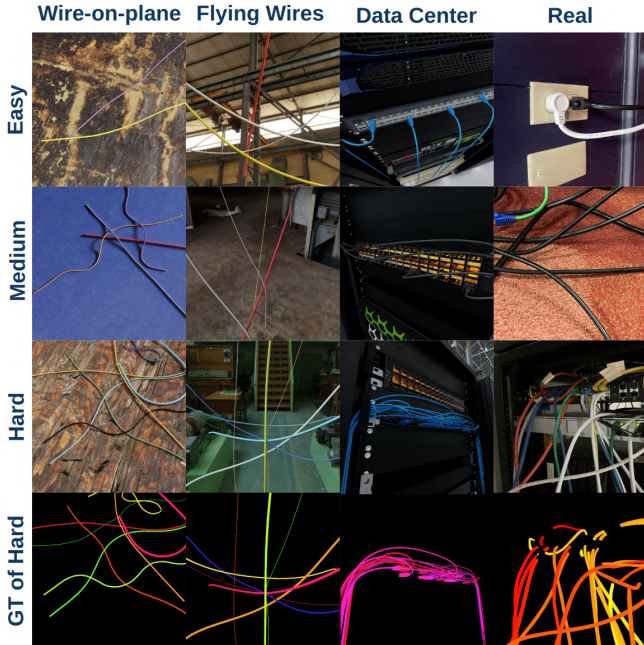 Wire-on-plane Flying Wires Data Center Real
Easy
Medium
Hard
GT of Hard